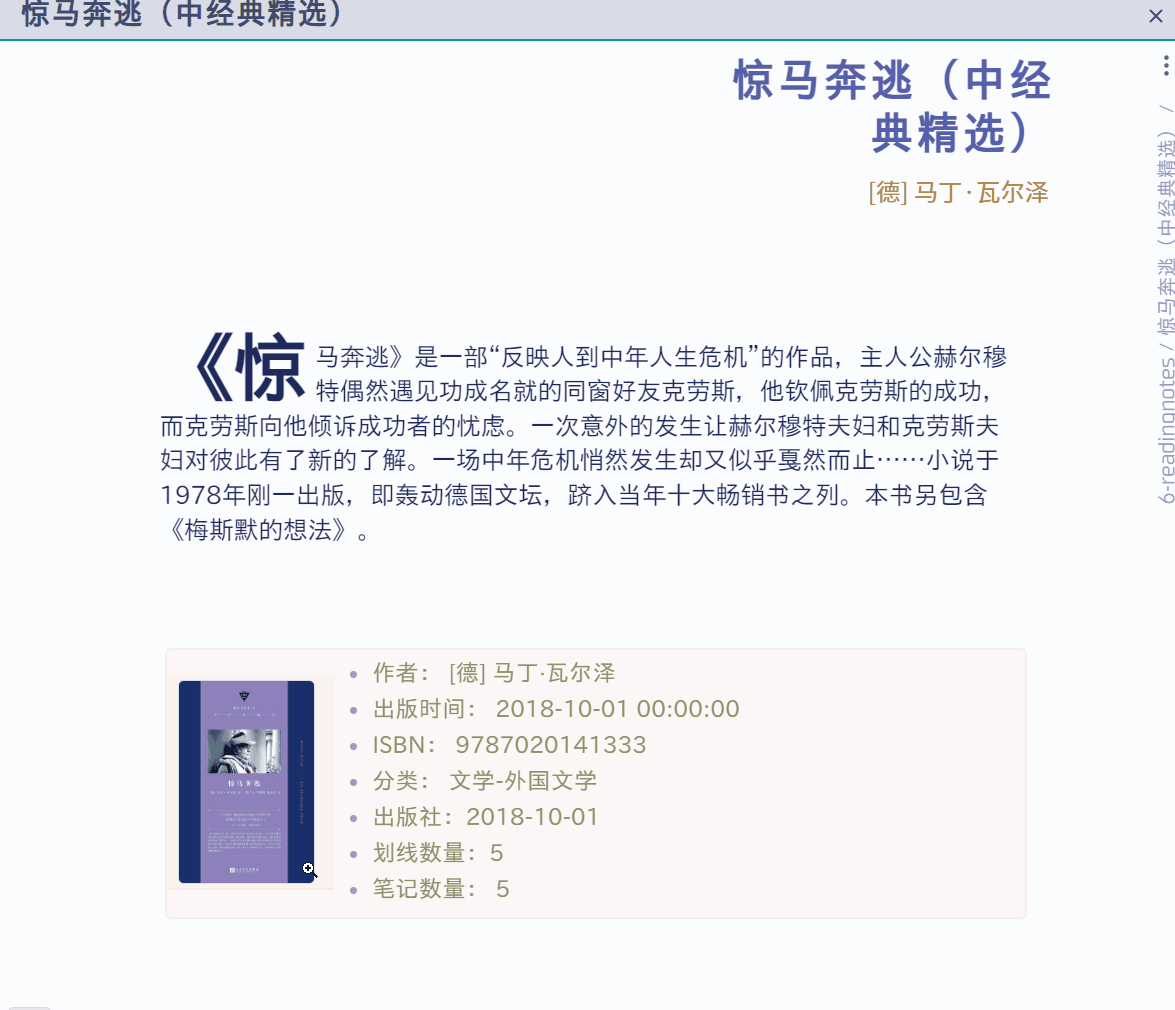 惊马奔逃（中经典精选）
惊马奔逃（中经
典精选）
[德] 马丁·瓦尔泽
《惊马奔逃》是一部“反映人到中年人生危机”的作品，主人公赫尔穆
特偶然遇见功成名就的同窗好友克劳斯，他钦佩克劳斯的成功，
而克劳斯向他倾诉成功者的忧虑。一次意外的发生让赫尔穆特夫妇和克劳斯夫
妇对彼此有了新的了解。一场中年危机悄然发生却又似乎戛然而止……小说于
1978年刚一出版，即轰动德国文坛，跻入当年十大畅销书之列。本书另包含
《梅斯默的想法》。
惊马奔逃
作者： [德] 马丁·瓦尔泽
出版时间： 2018-10-01 00:00:00
ISBN： 9787020141333
分类： 文学-外国文学
出版社：2018-10-01
划线数量：5
笔记数量： 5
6-readingnotes / 惊马奔逃（中经典精选） /